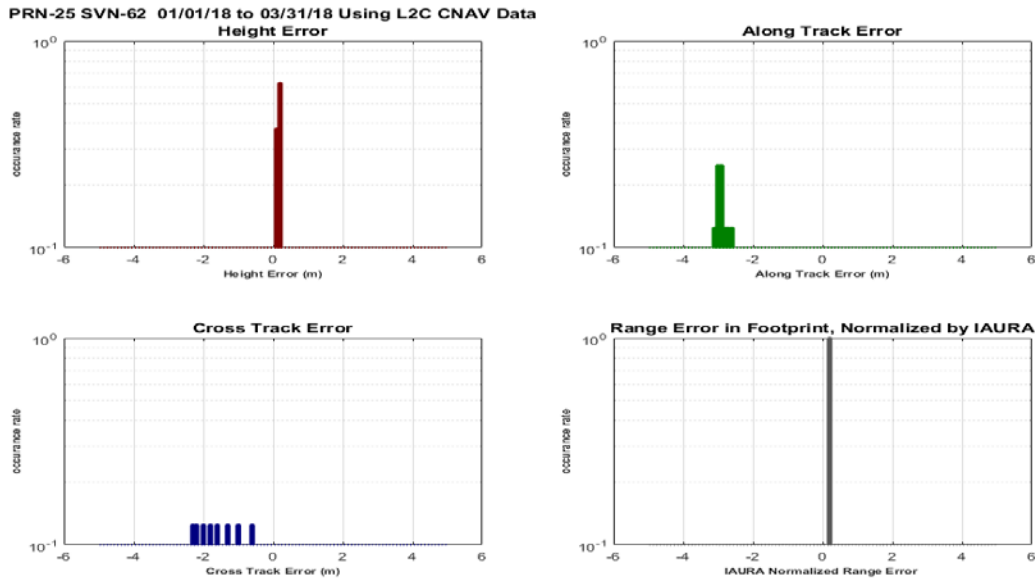 PRN-25 SVN-62 01/01/18 to 03/31/18 Using L2C CNAV Data
Height Error
10^0
occurance rate
10^-1
-6 -4 -2 0 2 4 6
Height Error (m)
Along Track Error
10^0
occurance rate
10^-1
-6 -4 -2 0 2 4 6
Along Track Error (m)
Cross Track Error
10^0
occurance rate
10^-1
-6 -4 -2 0 2 4 6
Cross Track Error (m)
Range Error in Footprint, Normalized by IAURA
10^0
occurance rate
10^-1
-6 -4 -2 0 2 4 6
IAURA Normalized Range Error